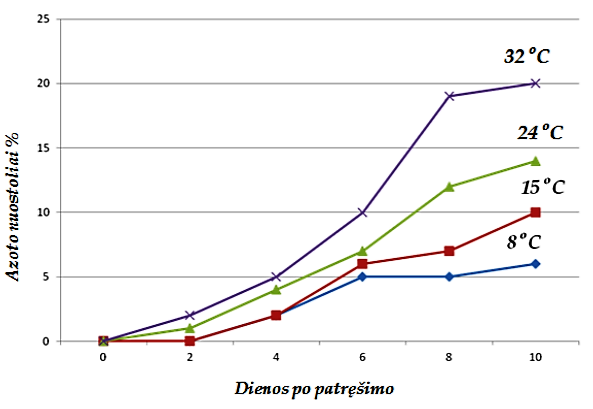 25
20
15
10
5
0
Azoto nuostoliai %
32 °C
24 °C
15 °C
8 °C
0 2 4 6 8 10
Dienos po patręšimo